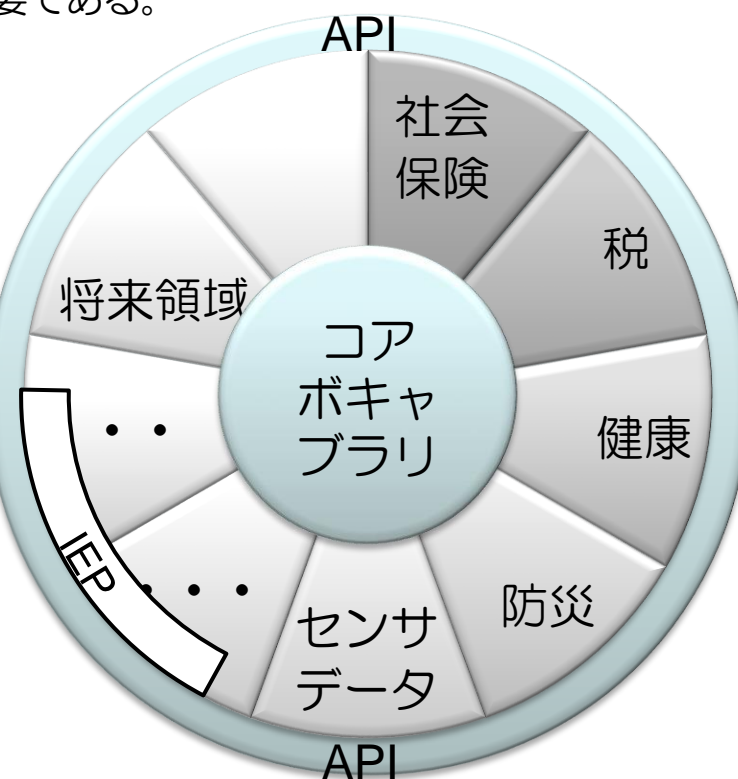 要である。
API
社会
保険
税
将来領域
コア
ボキャ
ブラリ
・・
健康
IEP
・・・
防災
センサ
データ
API